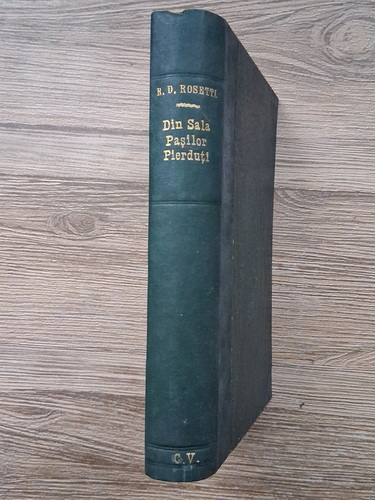 R. D. ROSETTI
Din Sala
Paşilor
Pierduţi
C. V.